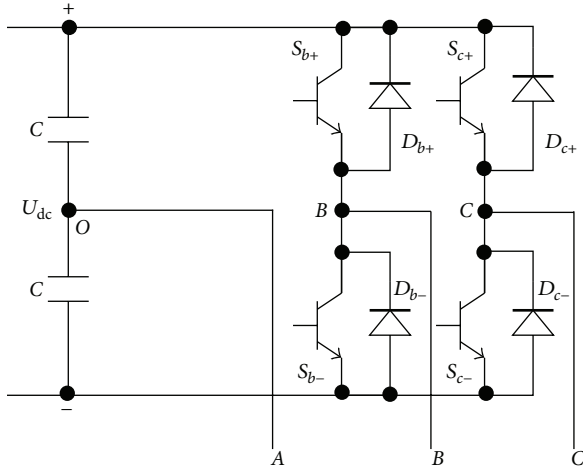 +
S_{b+}
S_{c+}
C
D_{b+}
D_{c+}
U_{dc}
O
B
C
C
D_{b−}
D_{c−}
S_{b−}
S_{c−}
−
A
B
C